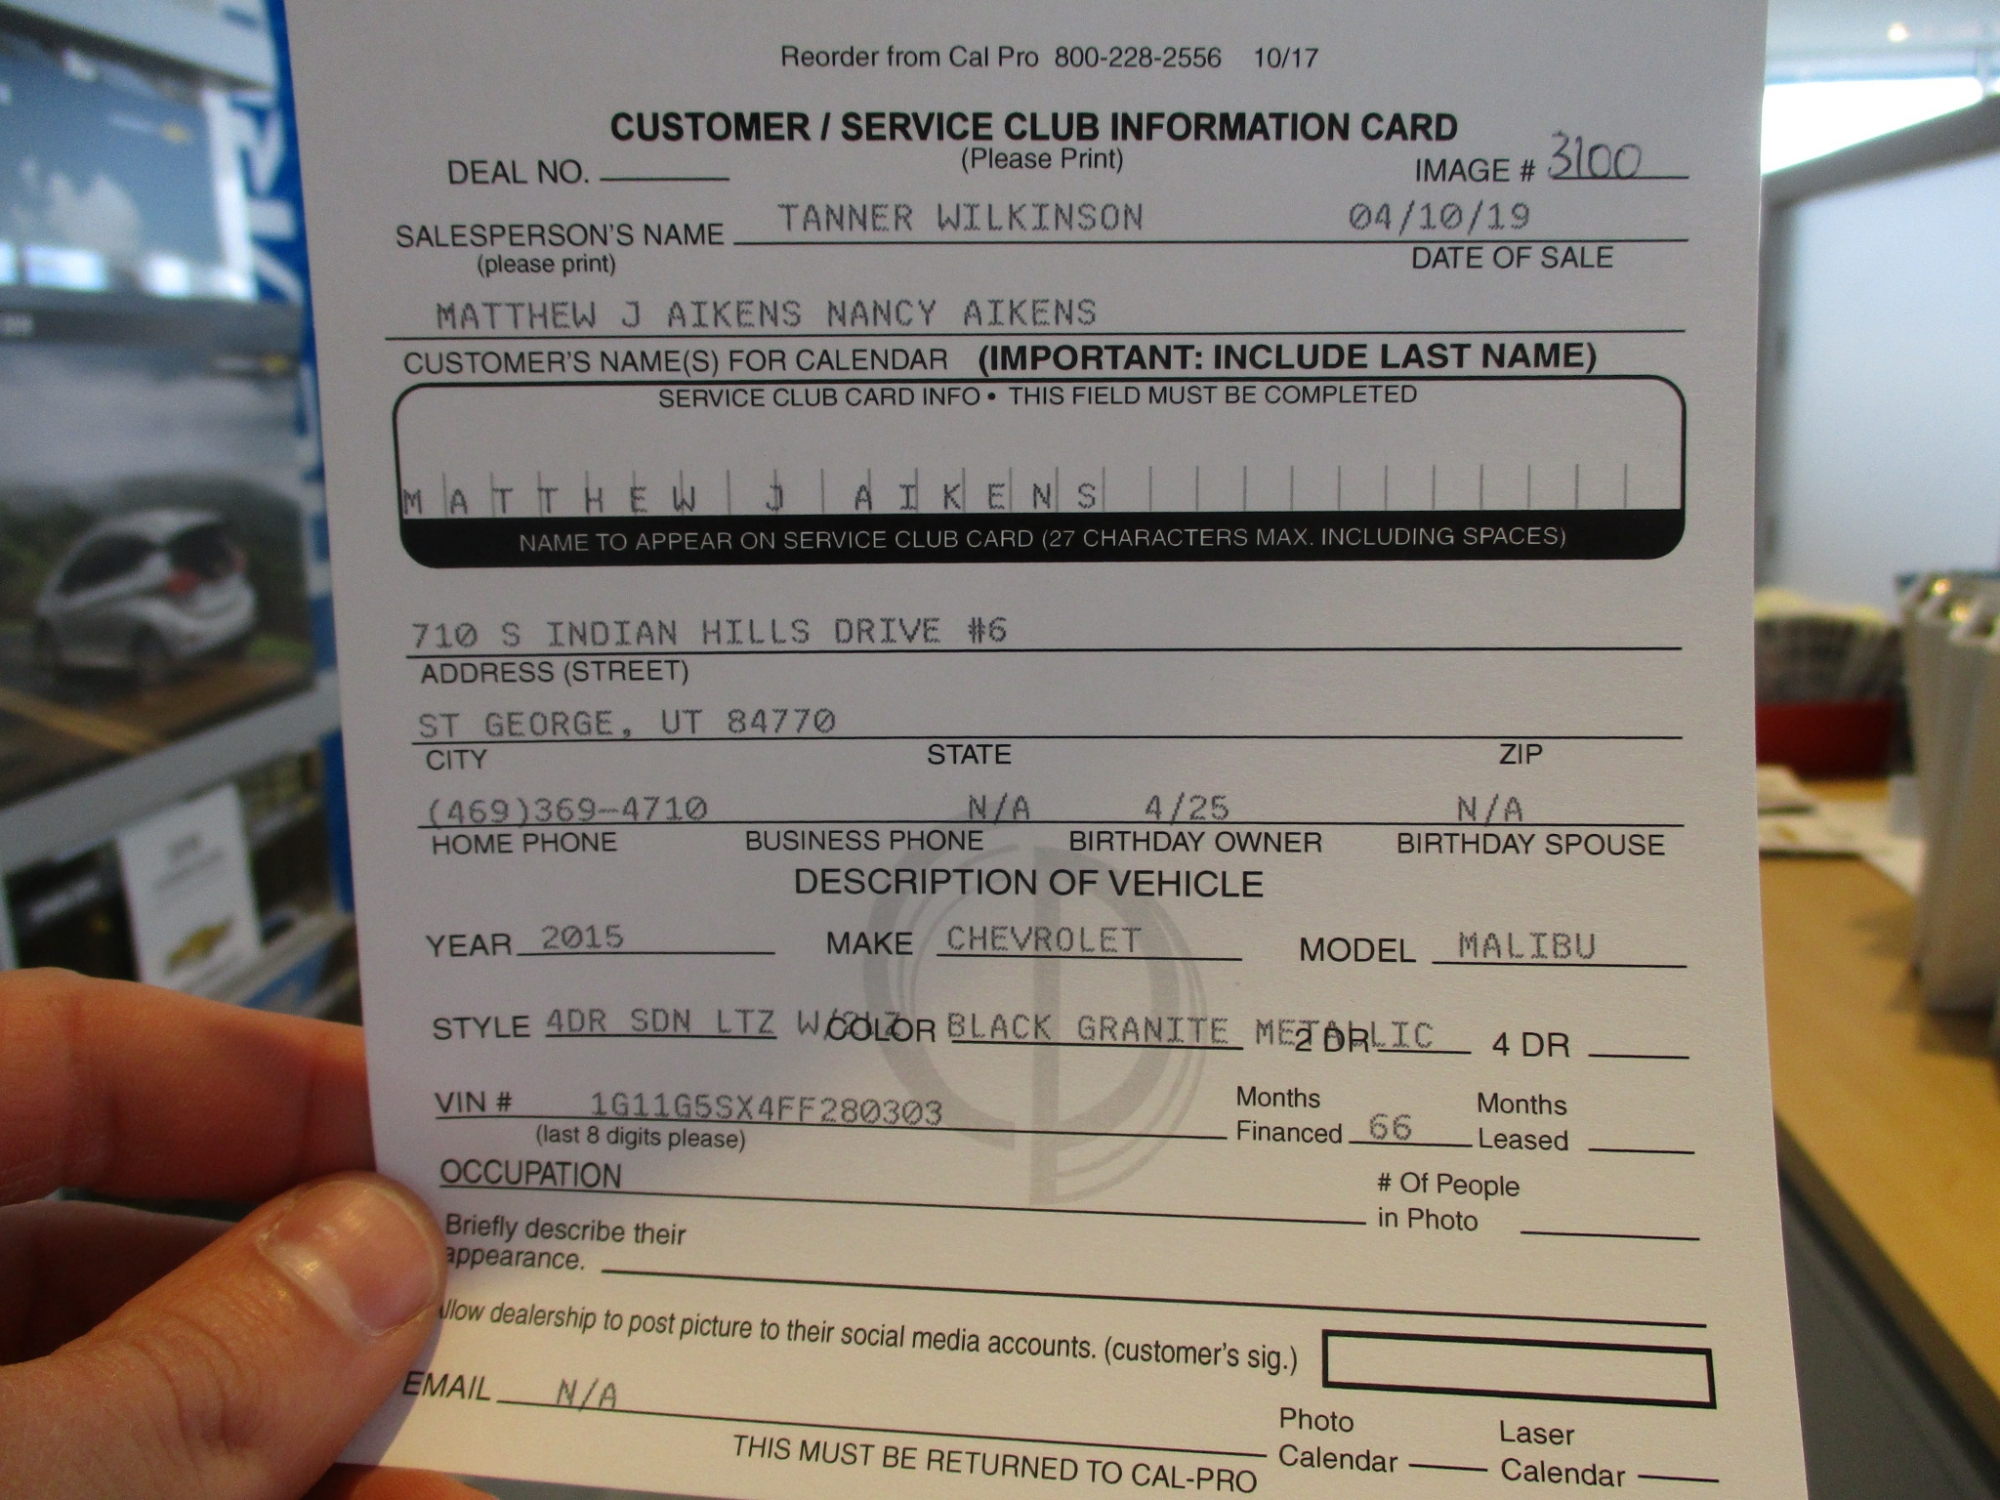 Reorder from Cal Pro 800-228-2556 10/17
CUSTOMER / SERVICE CLUB INFORMATION CARD
(Please Print)
DEAL NO. IMAGE # 3100
SALESPERSON'S NAME TANNER WILKINSON 04/10/19
(please print) DATE OF SALE
MATTHEW J AIKENS NANCY AIKENS
CUSTOMER'S NAME(S) FOR CALENDAR (IMPORTANT: INCLUDE LAST NAME)
SERVICE CLUB CARD INFO • THIS FIELD MUST BE COMPLETED
MATTHEW J AIKENS
NAME TO APPEAR ON SERVICE CLUB CARD (27 CHARACTERS MAX. INCLUDING SPACES)
710 S INDIAN HILLS DRIVE #6
ADDRESS (STREET)
ST GEORGE, UT 84770
CITY STATE ZIP
(469)369-4710 N/A 4/25 N/A
HOME PHONE BUSINESS PHONE BIRTHDAY OWNER BIRTHDAY SPOUSE
DESCRIPTION OF VEHICLE
YEAR 2015 MAKE CHEVROLET MODEL MALIBU
STYLE 4DR SDN LTZ COLOR BLACK GRANITE METALLIC 2 DR 4 DR
VIN # 1G11G5SX4FF280303 Months Financed 66 Months Leased
(last 8 digits please)
OCCUPATION # Of People in Photo
Briefly describe their
appearance.
llow dealership to post picture to their social media accounts. (customer's sig.)
EMAIL N/A Photo Calendar Laser Calendar
THIS MUST BE RETURNED TO CAL-PRO